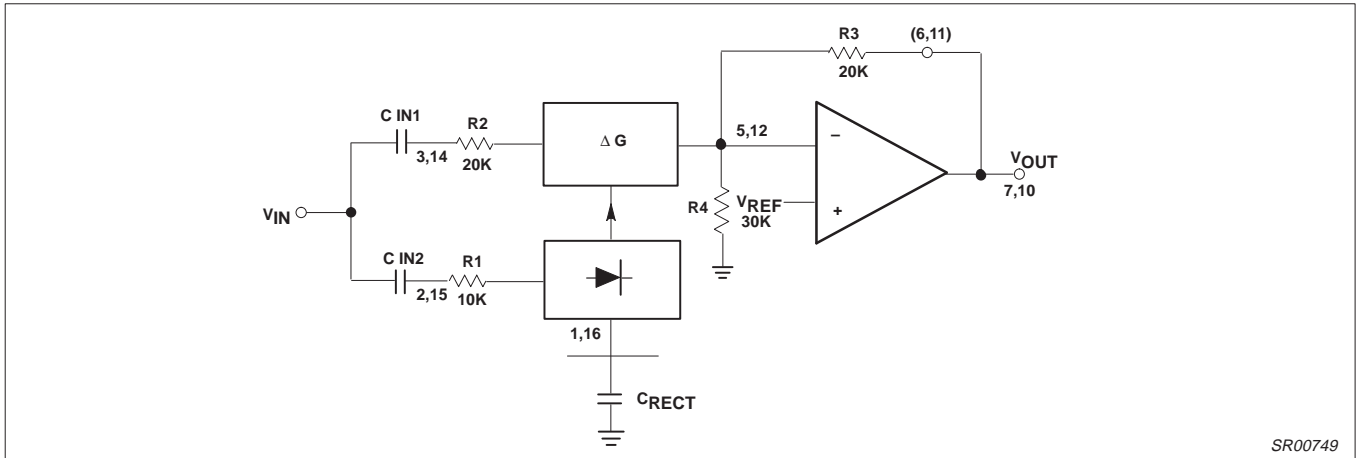 R3
(6,11)
20K
C IN1
R2
3,14
20K
Δ G
5,12
−
VOUT
7,10
R4
VREF
30K
+
VIN
C IN2
R1
2,15
10K
1,16
CRECT
SR00749